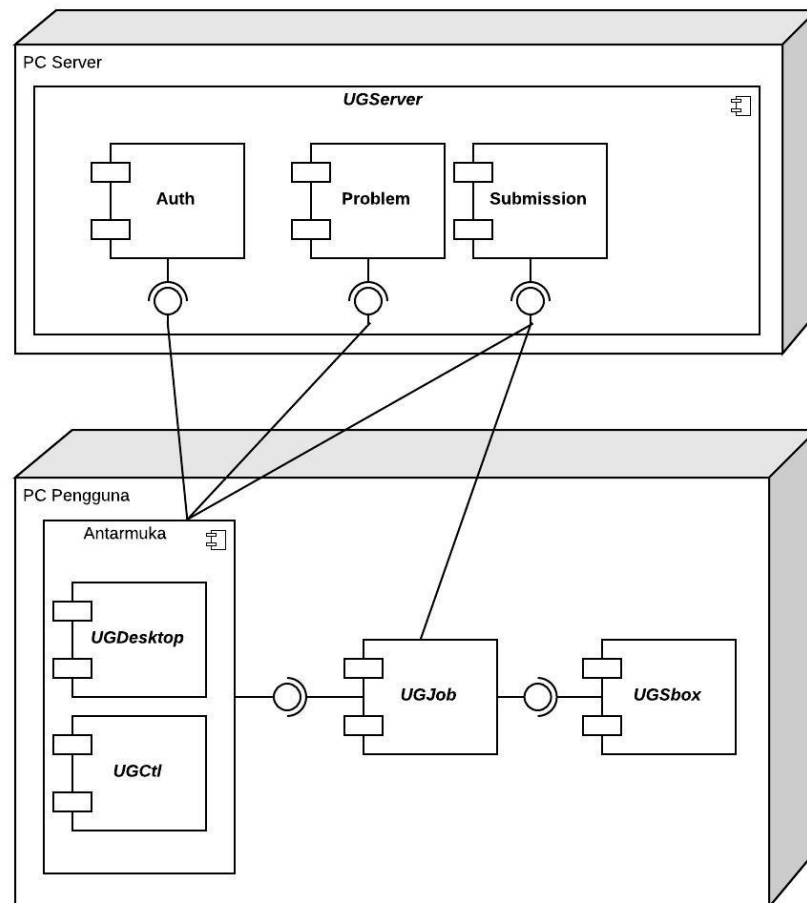 PC Server
UGServer
Auth
Problem
Submission
PC Pengguna
Antarmuka
UGDesktop
UGJob
UGSbox
UGCtl